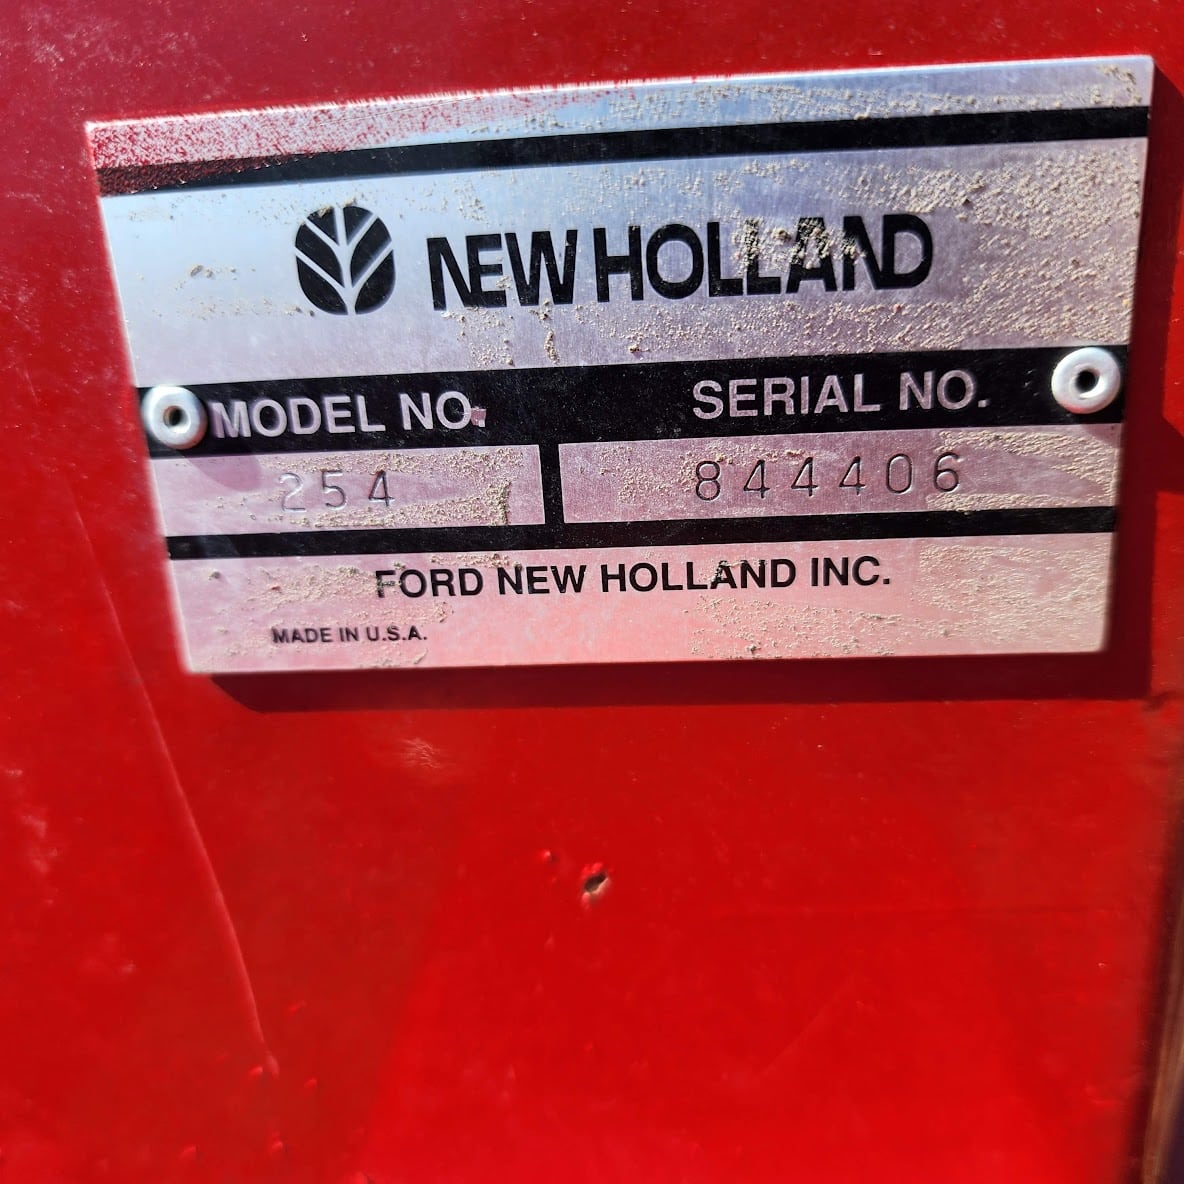 NEW HOLLAND
MODEL NO. SERIAL NO.
254 844406
FORD NEW HOLLAND INC.
MADE IN U.S.A.